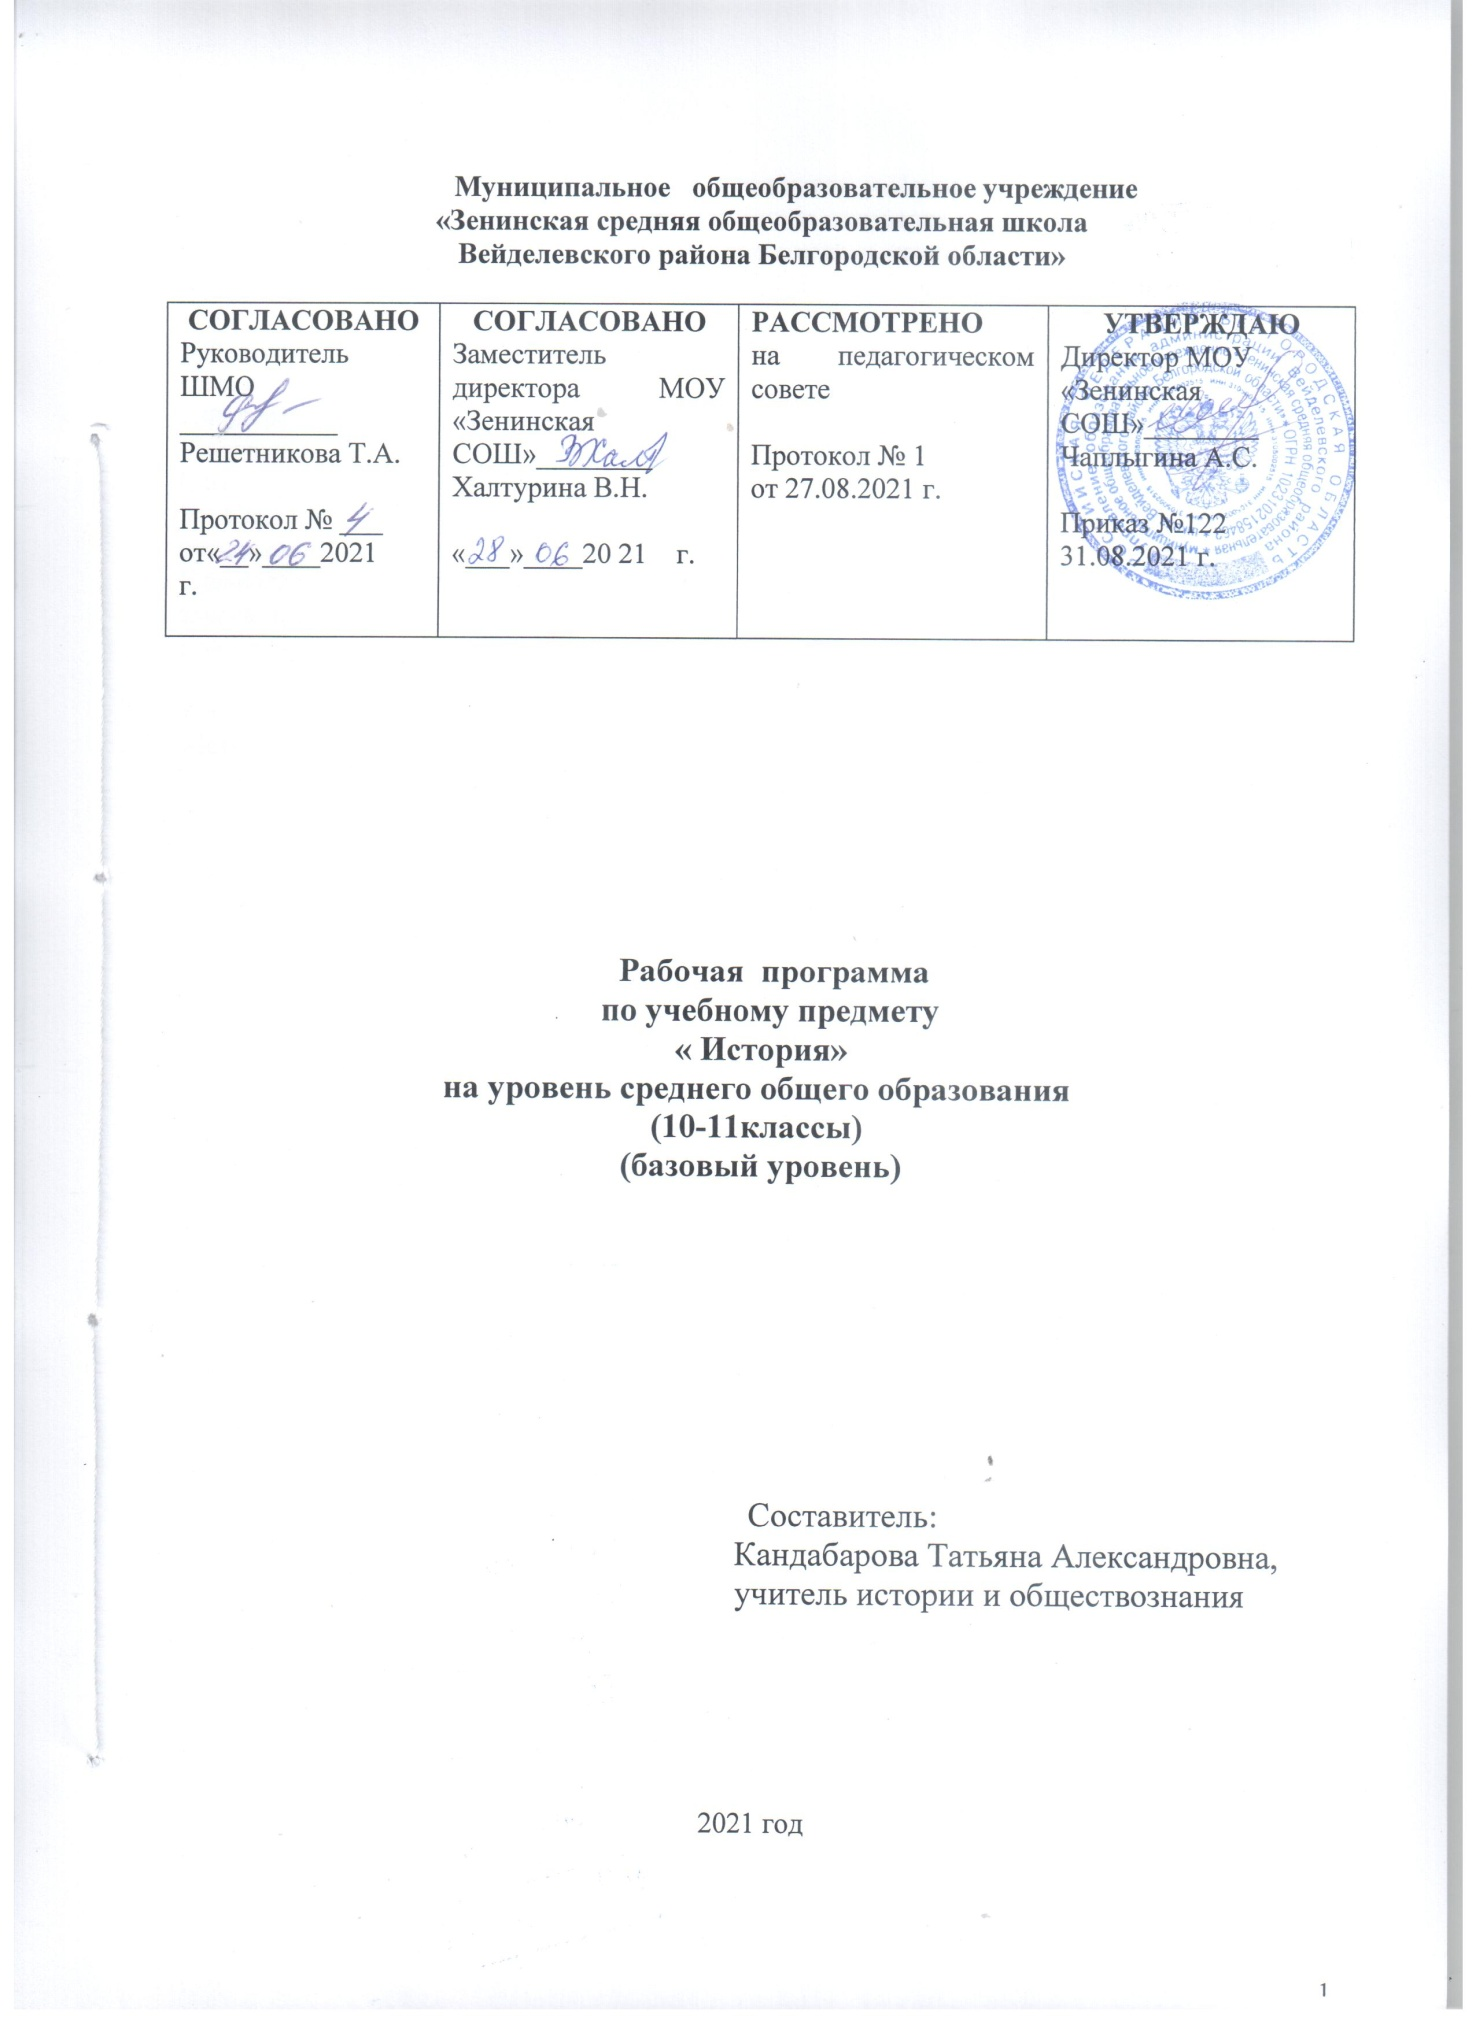 Муниципальное общеобразовательное учреждение
«Зенинская средняя общеобразовательная школа
Вейделевского района Белгородской области»
СОГЛАСОВАНО
Руководитель
ШМО
____________
Решетникова Т.А.
Протокол № 4
от«24»06 2021
г.
СОГЛАСОВАНО
Заместитель
директора МОУ
«Зенинская
СОШ»________
Халтурина В.Н.
«28» 06 20 21 г.
РАССМОТРЕНО
на педагогическом
совете
Протокол № 1
от 27.08.2021 г.
УТВЕРЖДАЮ
Директор МОУ
«Зенинская
СОШ»________
Чаплыгина А.С.
Приказ №122
31.08.2021 г.
Рабочая программа
по учебному предмету
« История»
на уровень среднего общего образования
(10-11классы)
(базовый уровень)
Составитель:
Кандабарова Татьяна Александровна,
учитель истории и обществознания
2021 год
1